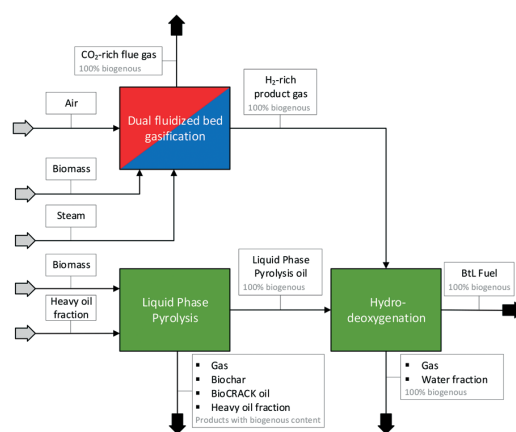 CO₂-rich flue gas
100% biogenous
H₂-rich
product gas
100% biogenous
Air
Dual fluidized bed
gasification
Biomass
Steam
Biomass
Heavy oil
fraction
Liquid Phase
Pyrolysis
Liquid Phase
Pyrolysis oil
100% biogenous
Hydro-
deoxygenation
BtL Fuel
100% biogenous
▪ Gas
▪ Biochar
▪ BioCRACK oil
▪ Heavy oil fraction
Products with biogenous content
▪ Gas
▪ Water fraction
100% biogenous